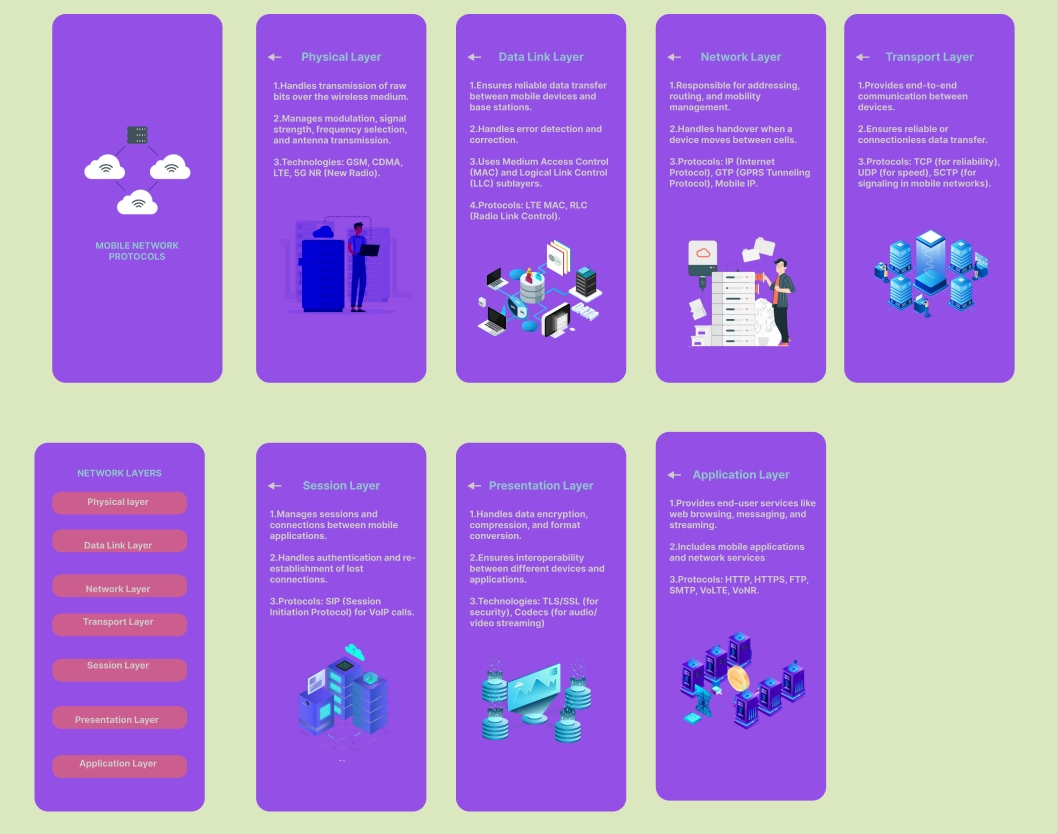 MOBILE NETWORK
PROTOCOLS
Physical Layer
1.Handles transmission of raw
bits over the wireless medium.
2.Manages modulation, signal
strength, frequency selection,
and antenna transmission.
3.Technologies: GSM, CDMA,
LTE, 5G NR (New Radio).
Data Link Layer
1.Ensures reliable data transfer
between mobile devices and
base stations.
2.Handles error detection and
correction.
3.Uses Medium Access Control
(MAC) and Logical Link Control
(LLC) sublayers.
4.Protocols: LTE MAC, RLC
(Radio Link Control).
Network Layer
1.Responsible for addressing,
routing, and mobility
management.
2.Handles handover when a
device moves between cells.
3.Protocols: IP (Internet
Protocol), GTP (GPRS Tunneling
Protocol), Mobile IP.
Transport Layer
1.Provides end-to-end
communication between
devices.
2.Ensures reliable or
connectionless data transfer.
3.Protocols: TCP (for reliability),
UDP (for speed), SCTP (for
signaling in mobile networks).
NETWORK LAYERS
Physical layer
Data Link Layer
Network Layer
Transport Layer
Session Layer
Presentation Layer
Application Layer
Session Layer
1.Manages sessions and
connections between mobile
applications.
2.Handles authentication and re-
establishment of lost
connections.
3.Protocols: SIP (Session
Initiation Protocol) for VoIP calls.
Presentation Layer
1.Handles data encryption,
compression, and format
conversion.
2.Ensures interoperability
between different devices and
applications.
3.Technologies: TLS/SSL (for
security), Codecs (for audio/
video streaming)
Application Layer
1.Provides end-user services like
web browsing, messaging, and
streaming.
2.Includes mobile applications
and network services
3.Protocols: HTTP, HTTPS, FTP,
SMTP, VoLTE, VoNR.